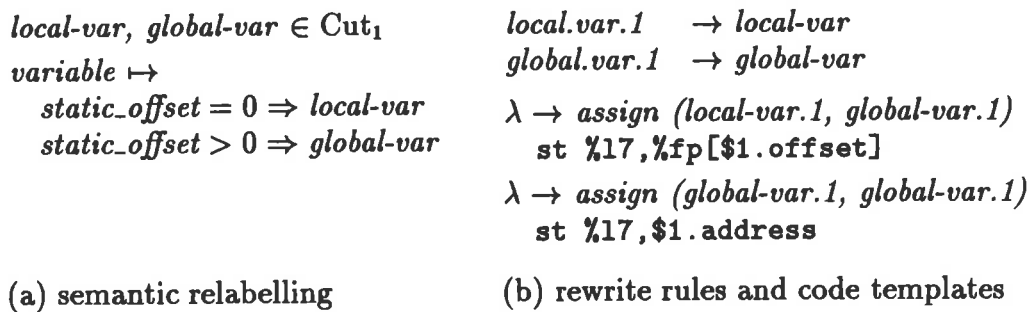 local-var, global-var ∈ Cut₁
variable ↦
static_offset = 0 ⇒ local-var
static_offset > 0 ⇒ global-var
(a) semantic relabelling
local.var.1 → local-var
global.var.1 → global-var
λ → assign (local-var.1, global-var.1)
st %l7,%fp[$1.offset]
λ → assign (global-var.1, global-var.1)
st %l7,$1.address
(b) rewrite rules and code templates